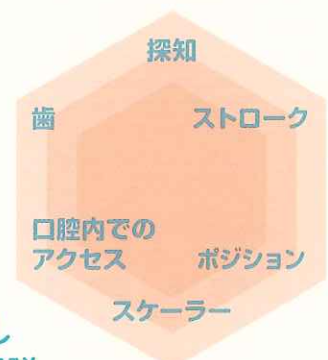 探知
歯
ストローク
口腔内での
アクセス
ポジション
スケーラー